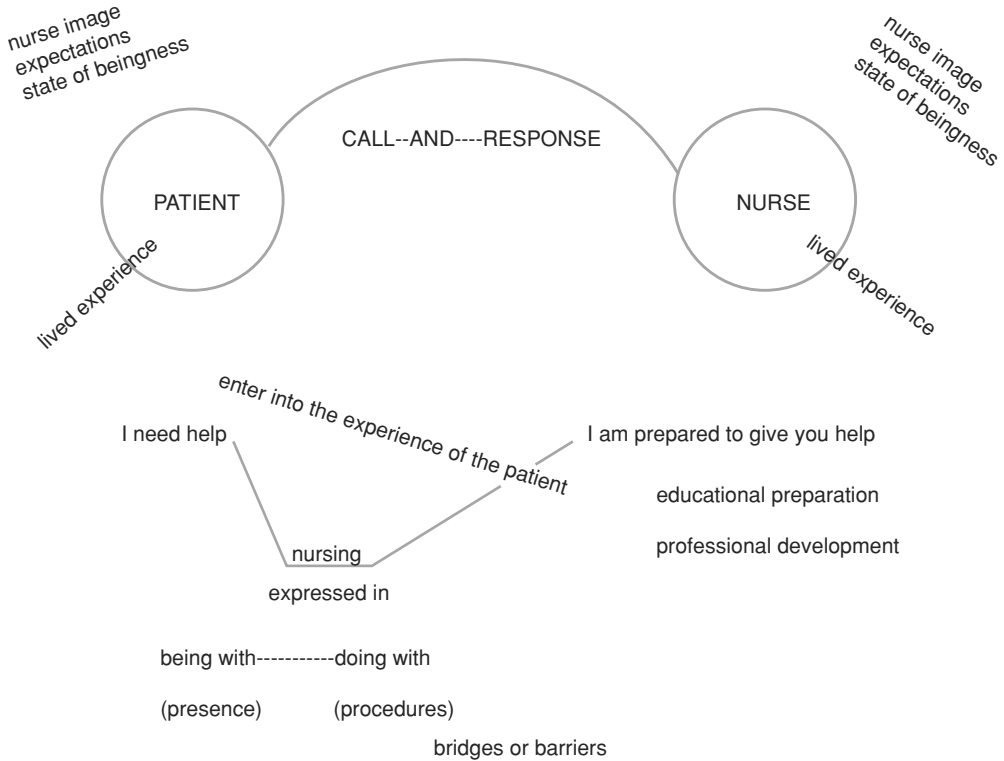 nurse image
expectations
state of beingness
nurse image
expectations
state of beingness
CALL--AND----RESPONSE
PATIENT
NURSE
lived experience
lived experience
enter into the experience of the patient
I need help
I am prepared to give you help
educational preparation
professional development
nursing
expressed in
being with-----------doing with
(presence)
(procedures)
bridges or barriers